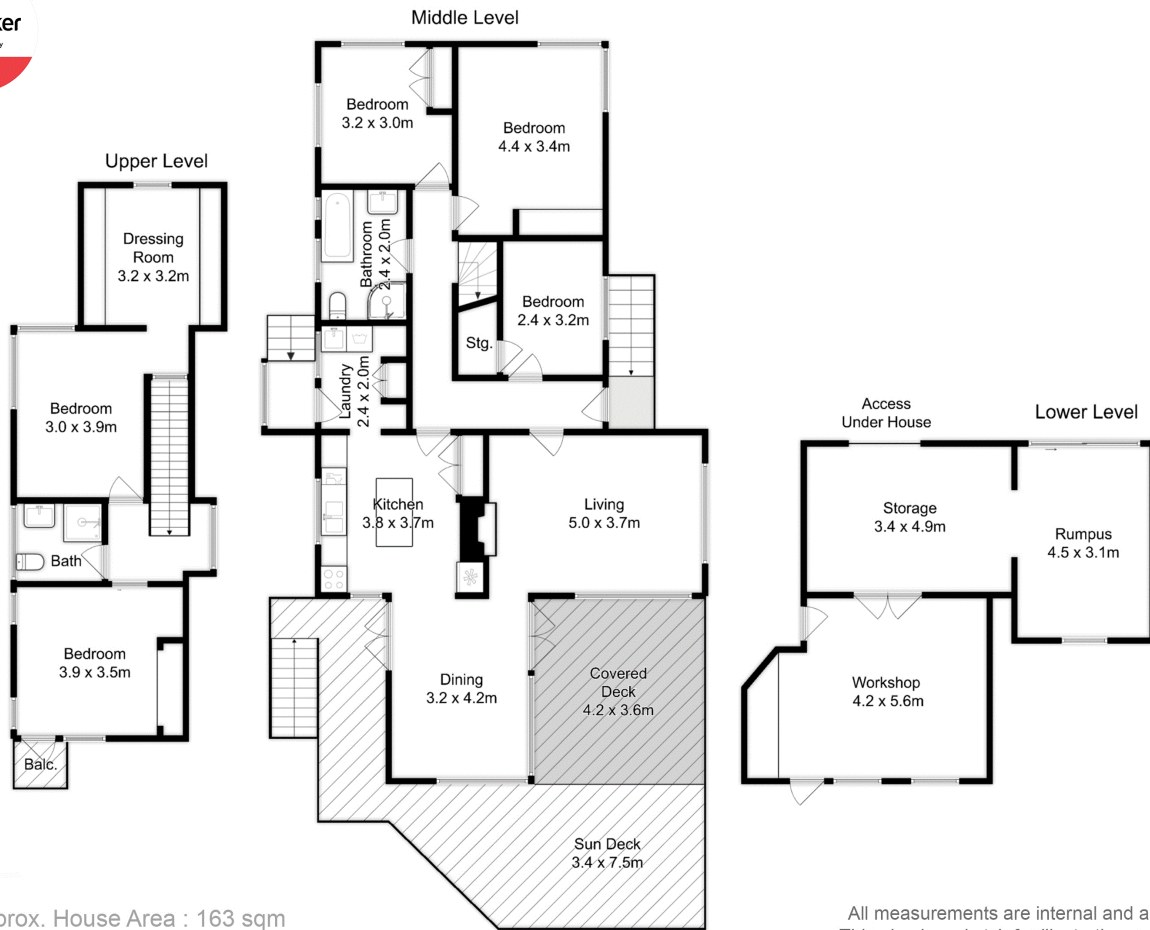 Middle Level
Upper Level
Lower Level
Bedroom
3.2 x 3.0m
Bedroom
4.4 x 3.4m
Bathroom
2.4 x 2.0m
Bedroom
2.4 x 3.2m
Stg.
Laundry
2.4 x 2.0m
Kitchen
3.8 x 3.7m
Living
5.0 x 3.7m
Dining
3.2 x 4.2m
Covered
Deck
4.2 x 3.6m
Sun Deck
3.4 x 7.5m
Dressing
Room
3.2 x 3.2m
Bedroom
3.0 x 3.9m
Bath
Bedroom
3.9 x 3.5m
Balc.
Access
Under House
Storage
3.4 x 4.9m
Rumpus
4.5 x 3.1m
Workshop
4.2 x 5.6m
prox. House Area : 163 sqm
All measurements are internal and a